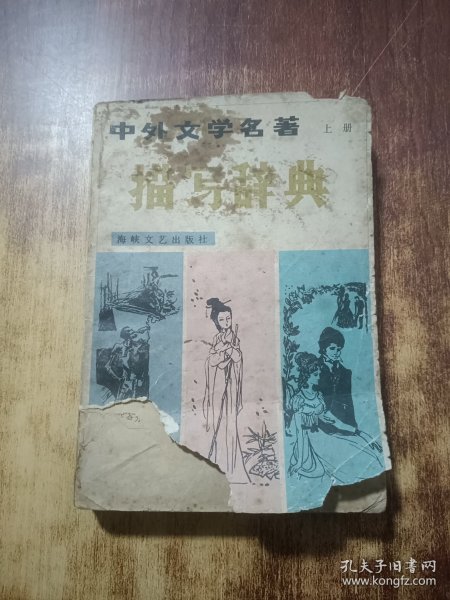 中外文学名著 上册
描写辞典
海峡文艺出版社
孔夫子旧书网
www.kongfz.com